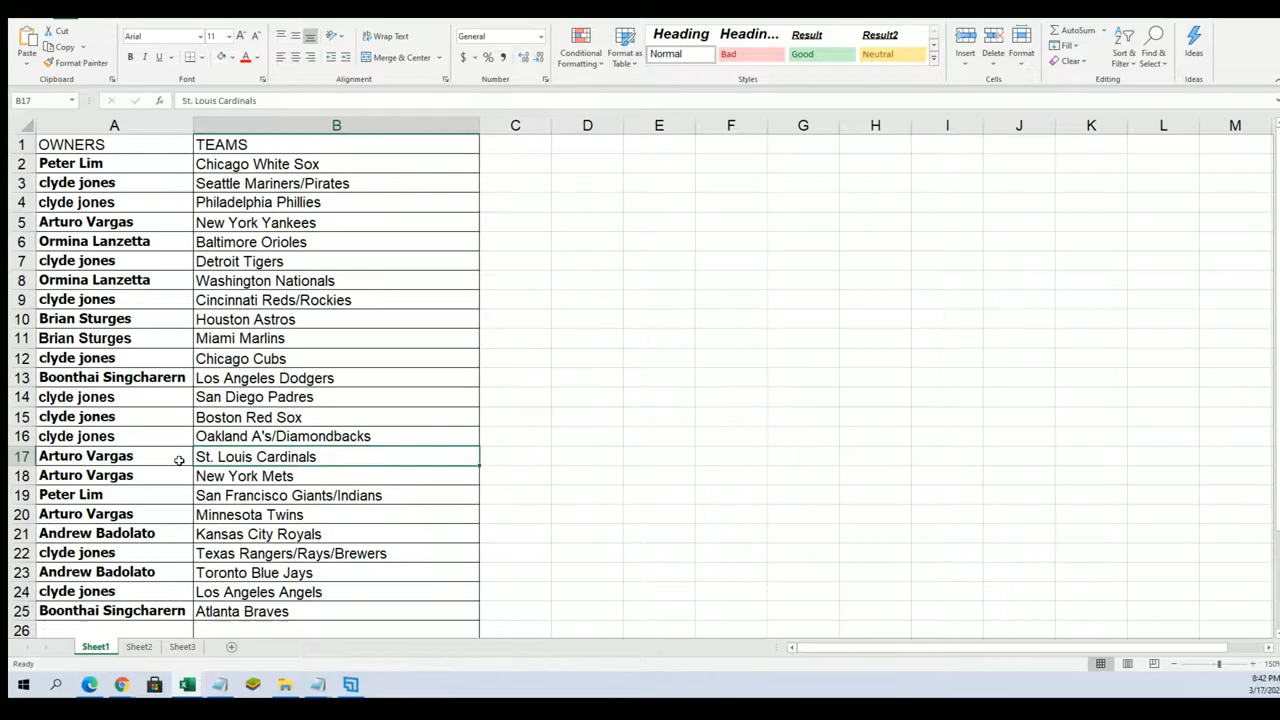 Cut
Copy
Paste
Format Painter
Clipboard
Arial 11
B I U
Font
Wrap Text
Merge & Center
Alignment
General
$ % 
Number
Conditional Formatting
Format as Table
Heading Headin... Result Result2
Normal Bad Good Neutral
Styles
Insert Delete Format
Cells
AutoSum
Fill
Clear
Sort & Filter
Find & Select
Editing
Ideas
Ideas
B17 fx St. Louis Cardinals
A B C D E F G H I J K L M
1 OWNERS TEAMS
2 Peter Lim Chicago White Sox
3 clyde jones Seattle Mariners/Pirates
4 clyde jones Philadelphia Phillies
5 Arturo Vargas New York Yankees
6 Ormina Lanzetta Baltimore Orioles
7 clyde jones Detroit Tigers
8 Ormina Lanzetta Washington Nationals
9 clyde jones Cincinnati Reds/Rockies
10 Brian Sturges Houston Astros
11 Brian Sturges Miami Marlins
12 clyde jones Chicago Cubs
13 Boonthai Singcharern Los Angeles Dodgers
14 clyde jones San Diego Padres
15 clyde jones Boston Red Sox
16 clyde jones Oakland A's/Diamondbacks
17 Arturo Vargas St. Louis Cardinals
18 Arturo Vargas New York Mets
19 Peter Lim San Francisco Giants/Indians
20 Arturo Vargas Minnesota Twins
21 Andrew Badolato Kansas City Royals
22 clyde jones Texas Rangers/Rays/Brewers
23 Andrew Badolato Toronto Blue Jays
24 clyde jones Los Angeles Angels
25 Boonthai Singcharern Atlanta Braves
26
Sheet1 Sheet2 Sheet3
Ready
150%
8:42 PM
3/17/202